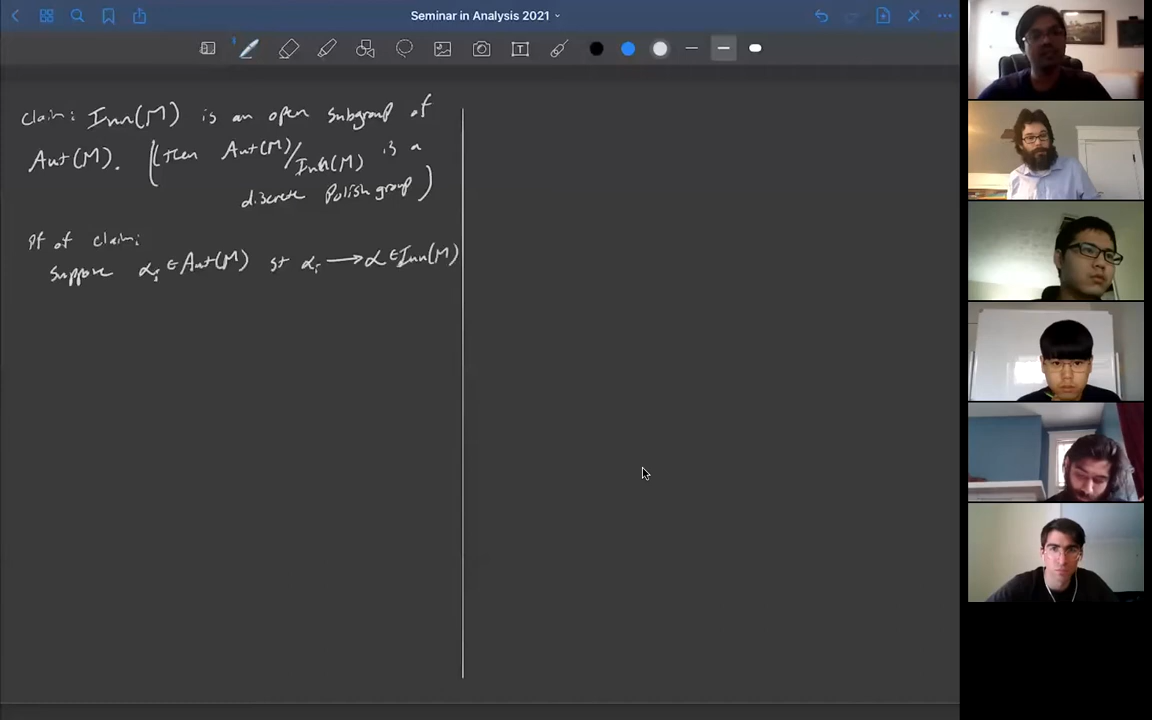 Seminar in Analysis 2021
Claim: Inn(M) is an open subgroup of
Aut(M). (then Aut(M)/Inn(M) is a
discrete Polish group)
Pf of claim:
Suppose αᵢ ∈ Aut(M) st αᵢ ⟶ α ∈ Inn(M)